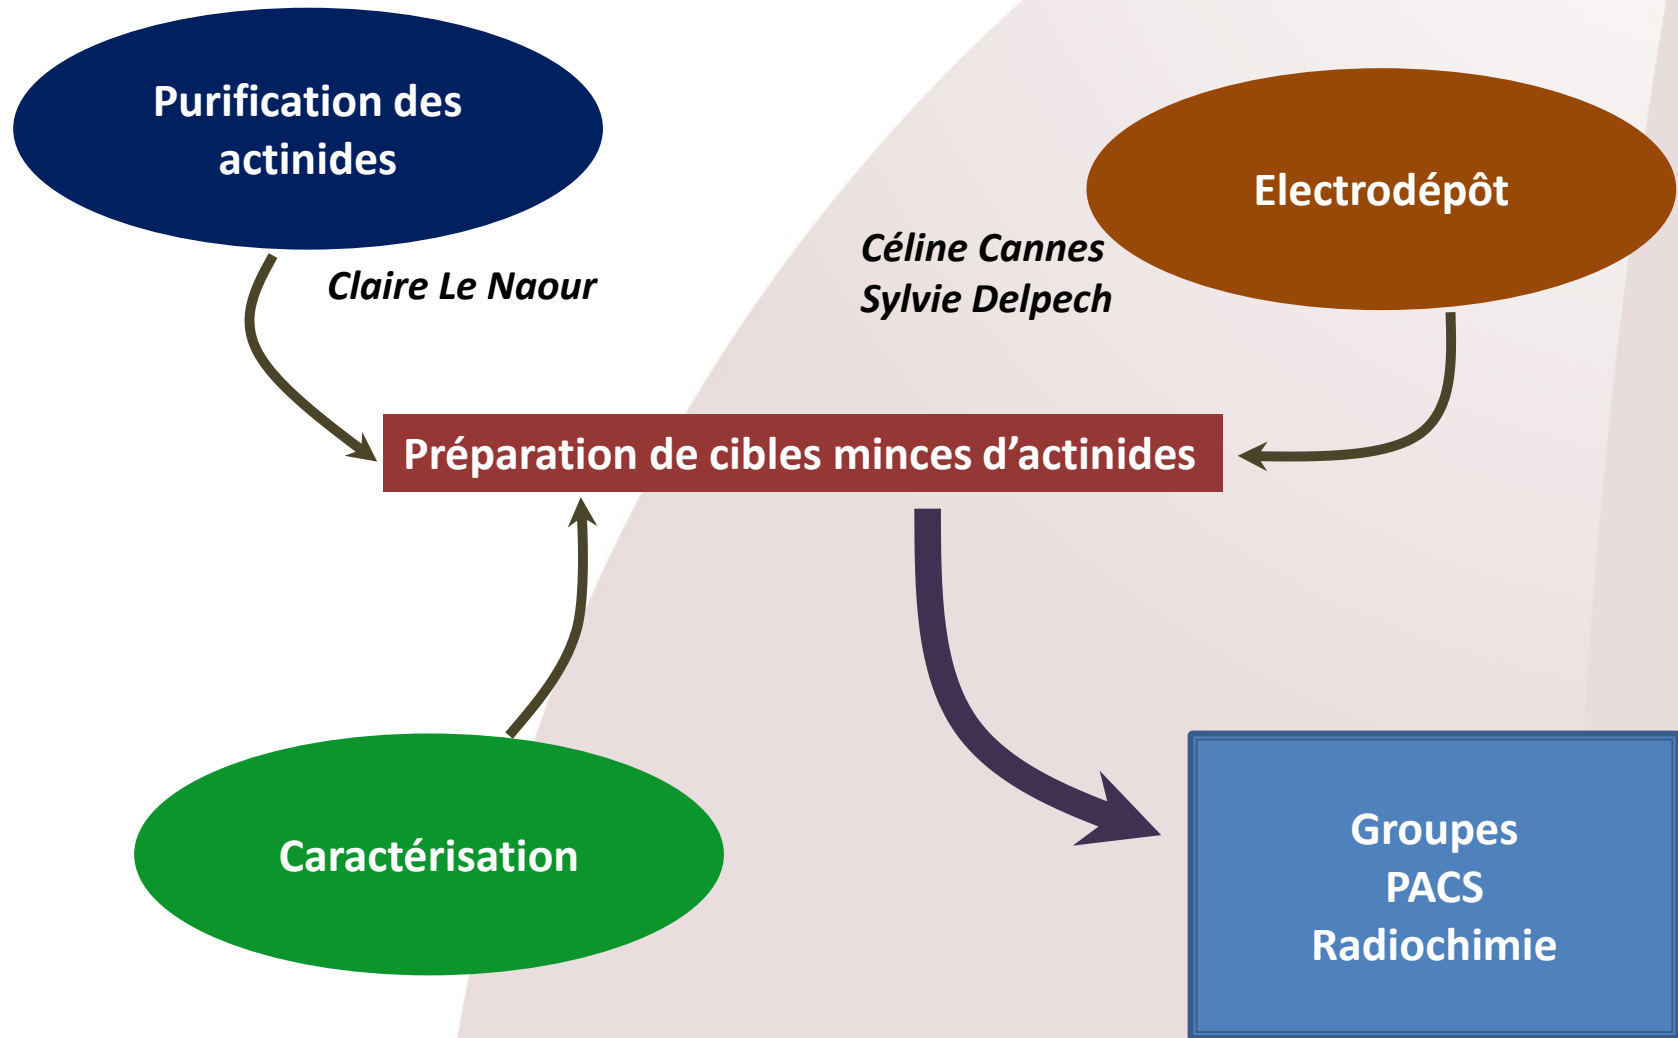 Purification des
actinides
Claire Le Naour
Electrodépôt
Céline Cannes
Sylvie Delpech
Préparation de cibles minces d’actinides
Caractérisation
Groupes
PACS
Radiochimie